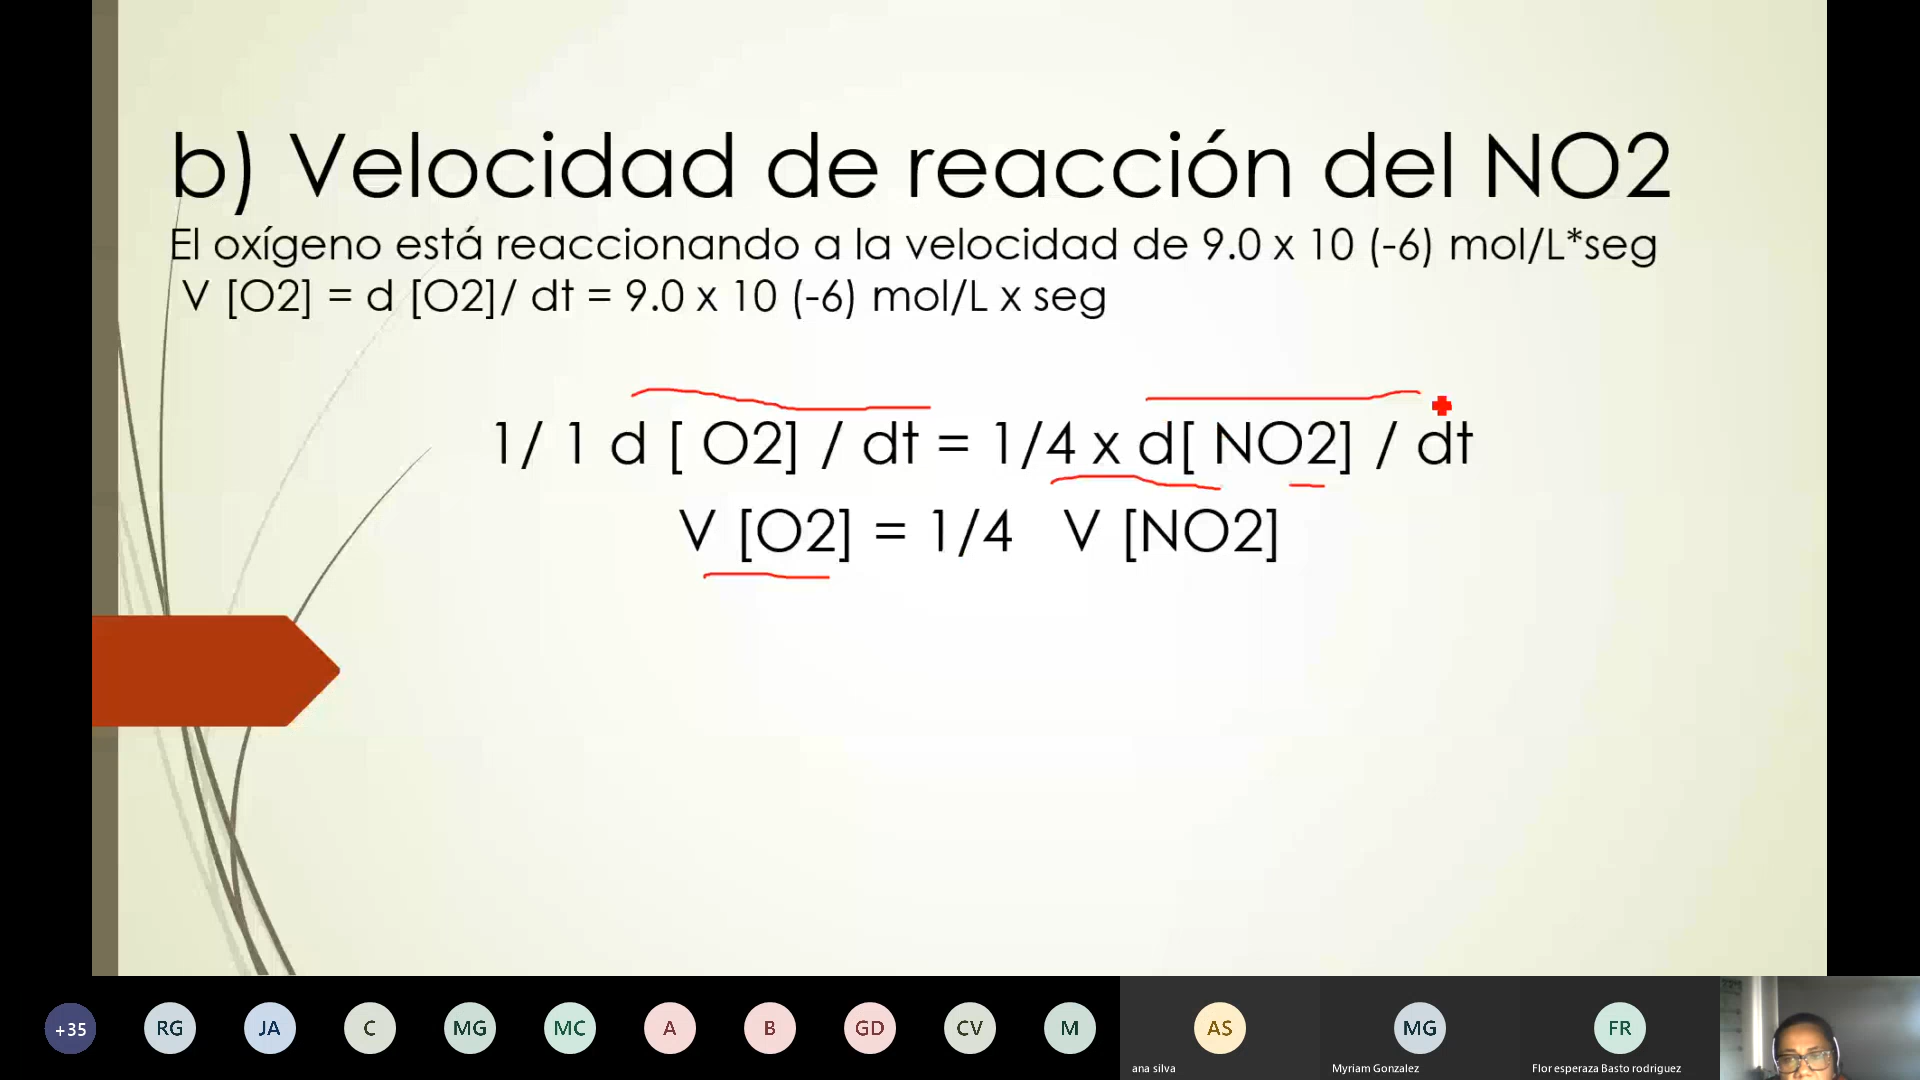 b) Velocidad de reacción del NO2
El oxígeno está reaccionando a la velocidad de 9.0 x 10 (-6) mol/L*seg
V [O2] = d [O2]/ dt = 9.0 x 10 (-6) mol/L x seg
1/ 1 d [ O2] / dt = 1/4 x d[ NO2] / dt
V [O2] = 1/4 V [NO2]
+35 RG JA C MG MC A B GD CV M AS MG FR
ana silva Myriam Gonzalez Flor esperaza Basto rodriguez